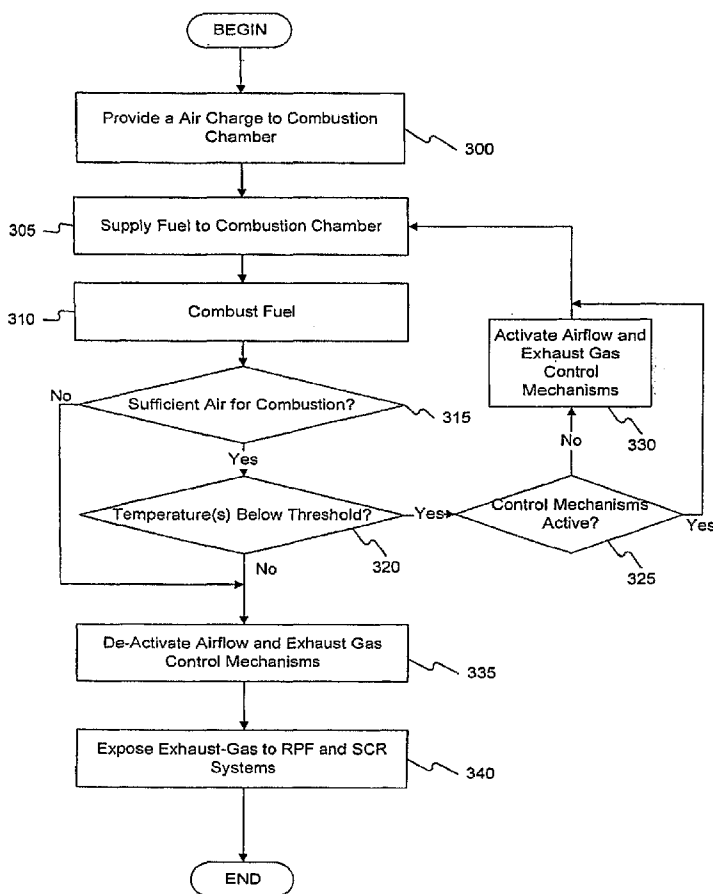 BEGIN
Provide a Air Charge to Combustion
Chamber
300
305
Supply Fuel to Combustion Chamber
310
Combust Fuel
Activate Airflow and
Exhaust Gas
Control
Mechanisms
330
No
Sufficient Air for Combustion?
315
Yes
No
Temperature(s) Below Threshold?
Yes
320
No
Control Mechanisms
Active?
Yes
325
De-Activate Airflow and Exhaust Gas
Control Mechanisms
335
Expose Exhaust-Gas to RPF and SCR
Systems
340
END